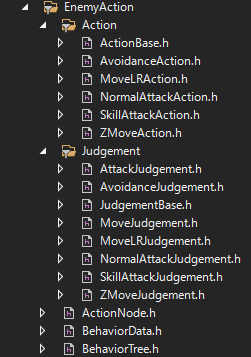 EnemyAction
Action
ActionBase.h
AvoidanceAction.h
MoveLRAction.h
NormalAttackAction.h
SkillAttackAction.h
ZMoveAction.h
Judgement
AttackJudgement.h
AvoidanceJudgement.h
JudgementBase.h
MoveJudgement.h
MoveLRJudgement.h
NormalAttackJudgement.h
SkillAttackJudgement.h
ZMoveJudgement.h
ActionNode.h
BehaviorData.h
BehaviorTree.h